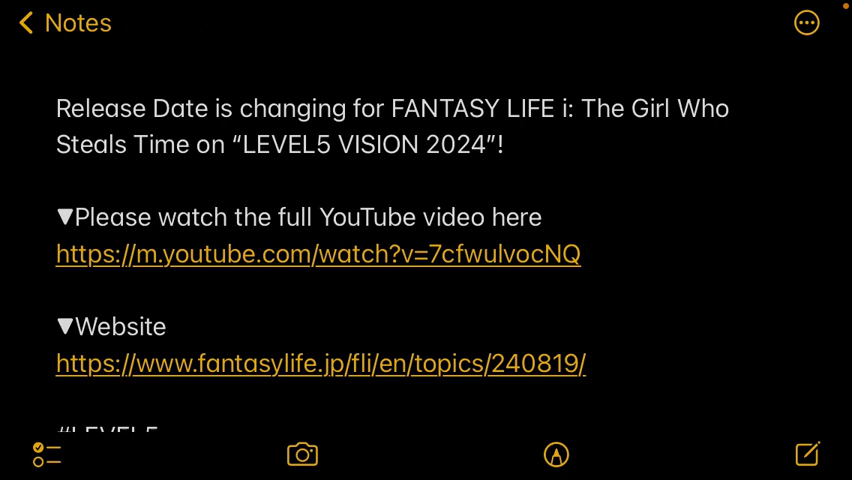 Notes
Release Date is changing for FANTASY LIFE i: The Girl Who
Steals Time on “LEVEL5 VISION 2024”!
▼Please watch the full YouTube video here
https://m.youtube.com/watch?v=7cfwulvocNQ
▼Website
https://www.fantasylife.jp/fli/en/topics/240819/
#LEVEL5